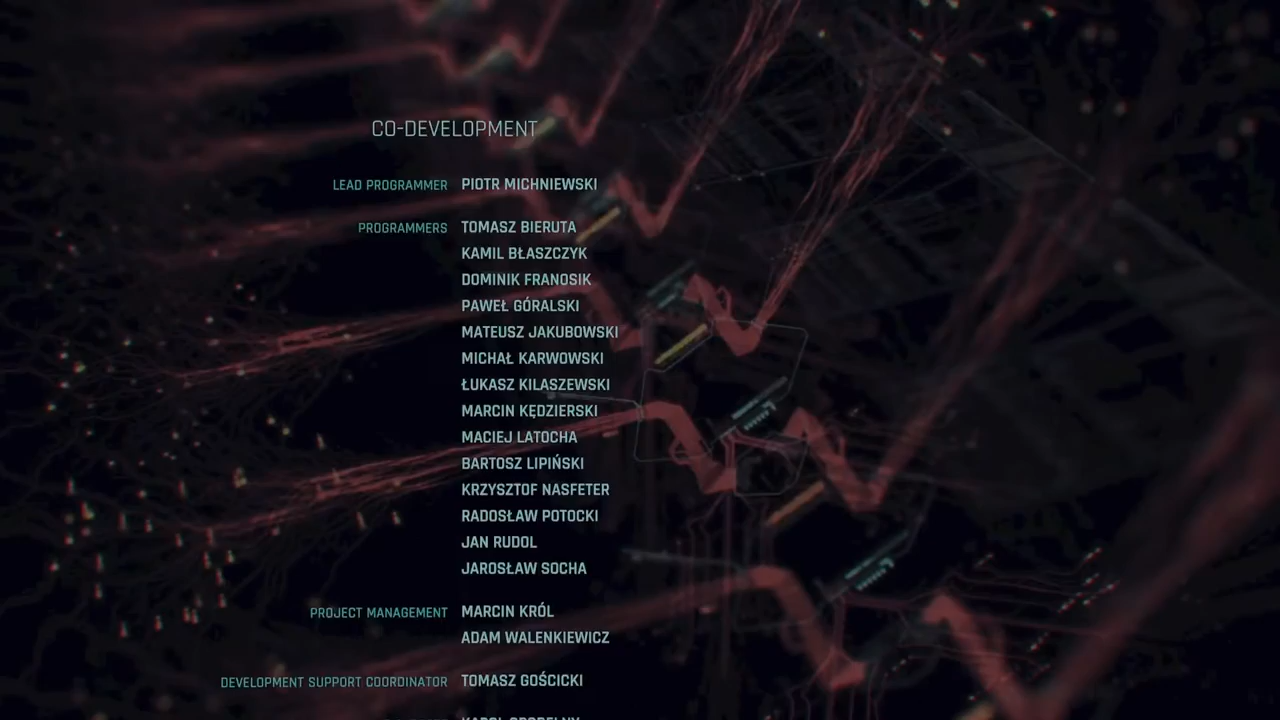 CO-DEVELOPMENT
LEAD PROGRAMMER PIOTR MICHNIEWSKI
PROGRAMMERS TOMASZ BIERUTA
KAMIL BŁASZCZYK
DOMINIK FRANOSIK
PAWEŁ GÓRALSKI
MATEUSZ JAKUBOWSKI
MICHAŁ KARWOWSKI
ŁUKASZ KILASZEWSKI
MARCIN KĘDZIERSKI
MACIEJ LATOCHA
BARTOSZ LIPIŃSKI
KRZYSZTOF NASFETER
RADOSŁAW POTOCKI
JAN RUDOL
JAROSŁAW SOCHA
PROJECT MANAGEMENT MARCIN KRÓL
ADAM WALENKIEWICZ
DEVELOPMENT SUPPORT COORDINATOR TOMASZ GOŚCICKI